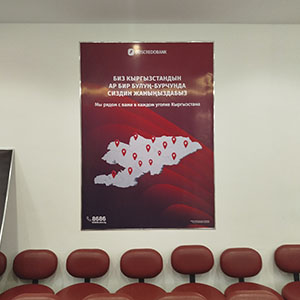 БИЗ КЫРГЫЗСТАНДЫН
АР БИР БУЛУҢ-БУРЧУНДА
СИЗДИН ЖАНЫҢЫЗДАБЫЗ
Мы рядом с вами в каждом уголке Кыргызстана
8686